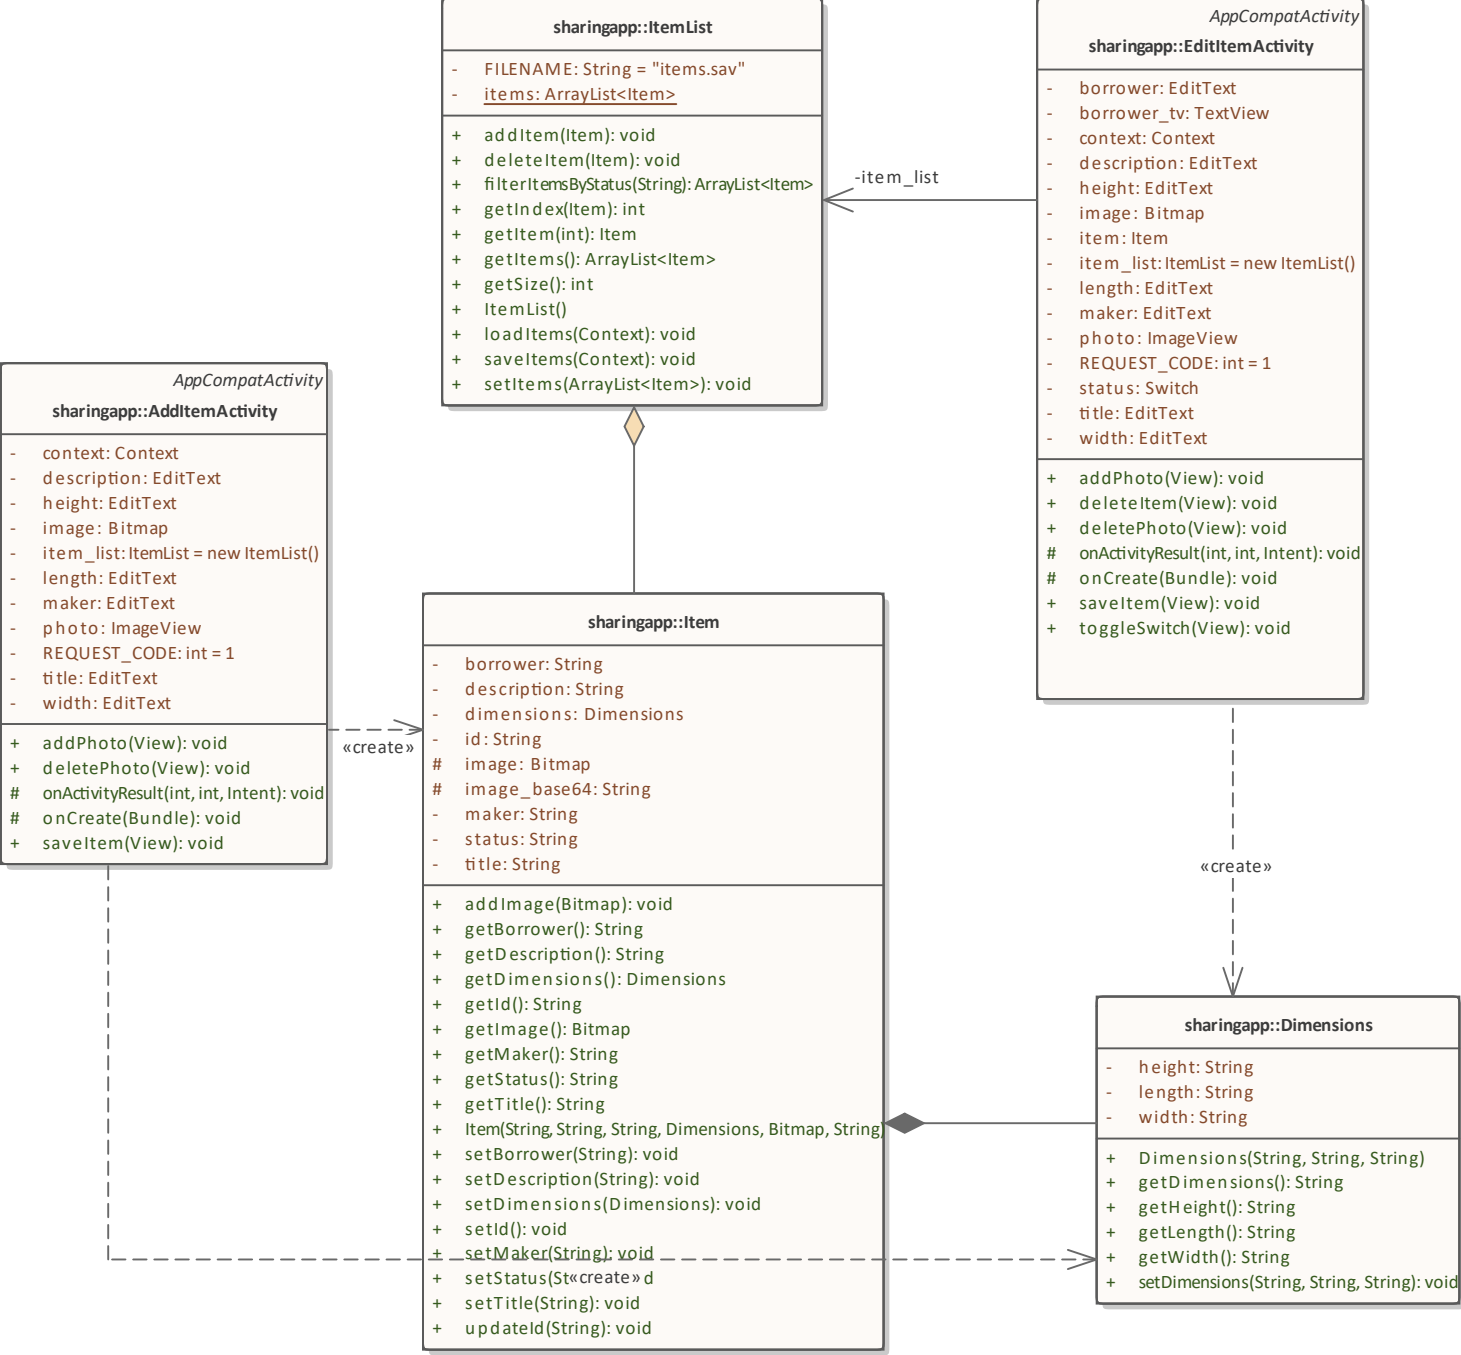 sharingapp::ItemList
- FILENAME: String = "items.sav"
- items: ArrayList<Item>
+ addItem(Item): void
+ deleteItem(Item): void
+ filterItemsByStatus(String): ArrayList<Item>
+ getIndex(Item): int
+ getItem(int): Item
+ getItems(): ArrayList<Item>
+ getSize(): int
+ ItemList()
+ loadItems(Context): void
+ saveItems(Context): void
+ setItems(ArrayList<Item>): void
-item_list
AppCompatActivity
sharingapp::EditItemActivity
- borrower: EditText
- borrower_tv: TextView
- context: Context
- description: EditText
- height: EditText
- image: Bitmap
- item: Item
- item_list: ItemList = new ItemList()
- length: EditText
- maker: EditText
- photo: ImageView
- REQUEST_CODE: int = 1
- status: Switch
- title: EditText
- width: EditText
+ addPhoto(View): void
+ deleteItem(View): void
+ deletePhoto(View): void
# onActivityResult(int, int, Intent): void
# onCreate(Bundle): void
+ saveItem(View): void
+ toggleSwitch(View): void
AppCompatActivity
sharingapp::AddItemActivity
- context: Context
- description: EditText
- height: EditText
- image: Bitmap
- item_list: ItemList = new ItemList()
- length: EditText
- maker: EditText
- photo: ImageView
- REQUEST_CODE: int = 1
- title: EditText
- width: EditText
+ addPhoto(View): void
+ deletePhoto(View): void
# onActivityResult(int, int, Intent): void
# onCreate(Bundle): void
+ saveItem(View): void
«create»
sharingapp::Item
- borrower: String
- description: String
- dimensions: Dimensions
- id: String
# image: Bitmap
# image_base64: String
- maker: String
- status: String
- title: String
+ addImage(Bitmap): void
+ getBorrower(): String
+ getDescription(): String
+ getDimensions(): Dimensions
+ getId(): String
+ getImage(): Bitmap
+ getMaker(): String
+ getStatus(): String
+ getTitle(): String
+ Item(String, String, String, Dimensions, Bitmap, String)
+ setBorrower(String): void
+ setDescription(String): void
+ setDimensions(Dimensions): void
+ setId(): void
+ setMaker(String): void
+ setStatus(St«create» d
+ setTitle(String): void
+ updateId(String): void
«create»
sharingapp::Dimensions
- height: String
- length: String
- width: String
+ Dimensions(String, String, String)
+ getDimensions(): String
+ getHeight(): String
+ getLength(): String
+ getWidth(): String
+ setDimensions(String, String, String): void